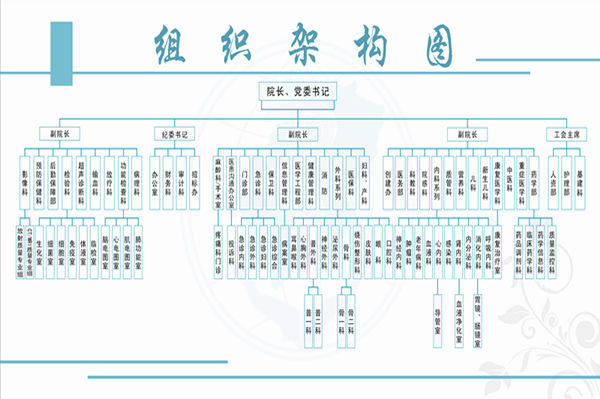 组织架构图
院长、党委书记
副院长
纪委书记
副院长
副院长
工会主席
影像科
预防保健科
后勤保障部
检验科
超声诊断科
输血科
放疗科
功能检查科
病理科
办公室
财务科
审计科
招标办
麻醉科、手术室
医患沟通办公室
门诊部
急诊科
保卫科
信息管理科
医学工程部
健康管理科
消防
外科系列
医保科
妇科、产科
创建办
医务部
科教科
院感科
内科系列
质管科
营养科
新生儿科
儿科
康复医学科
中医科
重症医学科
药学部
人资部
护理部
基建科
放射质量专业组
生化室
细菌室
细胞室
免疫室
体液室
临检室
脑电图室
心电图室
肌电图室
肺功能室
疼痛科门诊
投诉科
急诊内科
急诊外科
急诊妇科
急诊综合
病案室
耳鼻喉科
心胸外科
普外科
神经外科
泌尿外科
骨科
烧伤整形科
皮肤科
眼科
口腔科
神经内科
肿瘤科
老年病科
血液科
心内科
感染科
肾内科
内分泌
消化内科
呼吸内科
康复治疗室
药品调剂科
临床药学科
药学信息科
质量监控科
普一科
普二科
骨一科
骨二科
导管室
血液净化室
胃镜、肠镜室